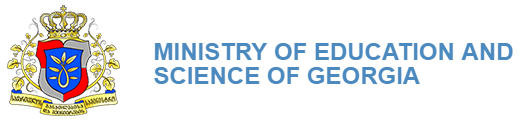 MINISTRY OF EDUCATION AND
SCIENCE OF GEORGIA